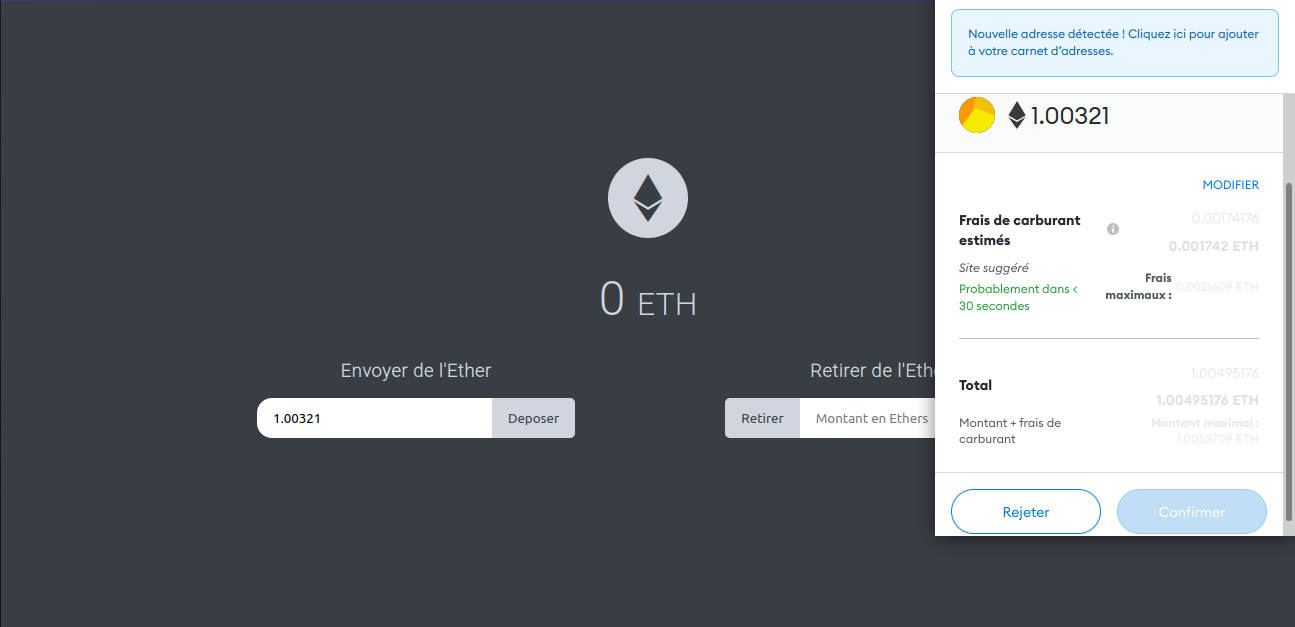 Nouvelle adresse détectée ! Cliquez ici pour ajouter
à votre carnet d'adresses.
1.00321
MODIFIER
Frais de carburant
estimés
0.00174176
0.001742 ETH
Site suggéré
Probablement dans <
30 secondes
Frais
maximaux :
0.0021609 ETH
Total
1.00495176
1.00495176 ETH
Montant + frais de
carburant
Montant maximal :
1.0053709 ETH
Rejeter
Confirmer
0 ETH
Envoyer de l'Ether
1.00321
Deposer
Retirer de l'Eth
Retirer
Montant en Ethers